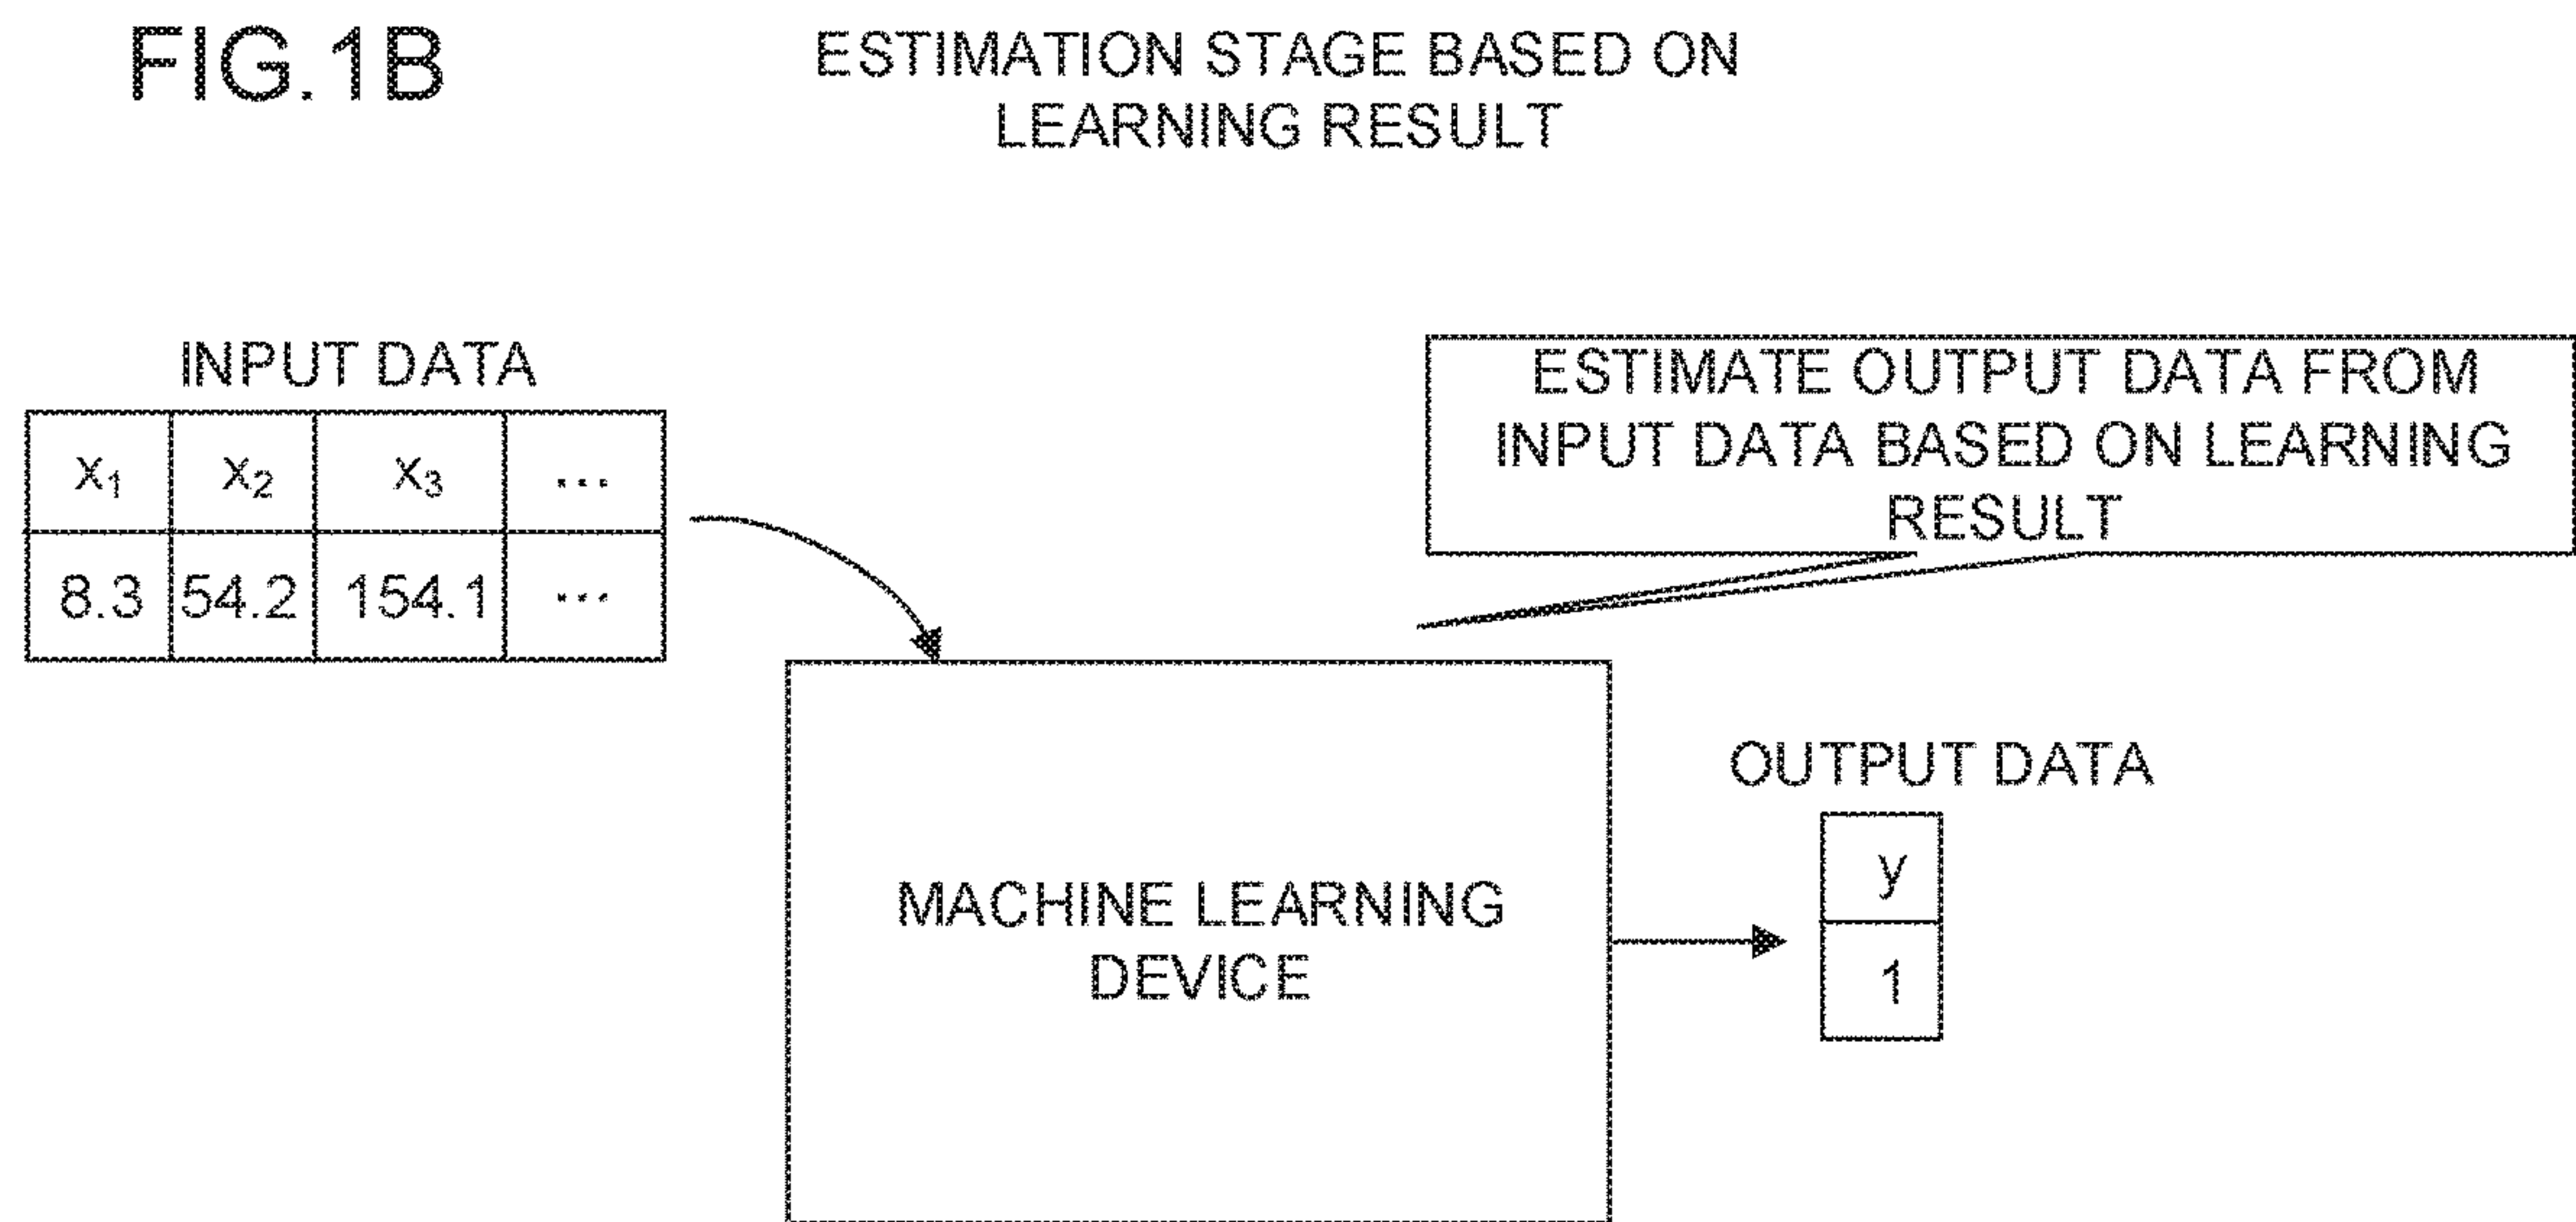 FIG.1B
ESTIMATION STAGE BASED ON
LEARNING RESULT
INPUT DATA
x₁ x₂ x₃ ...
8.3 54.2 154.1 ...
ESTIMATE OUTPUT DATA FROM
INPUT DATA BASED ON LEARNING
RESULT
MACHINE LEARNING
DEVICE
OUTPUT DATA
y
1